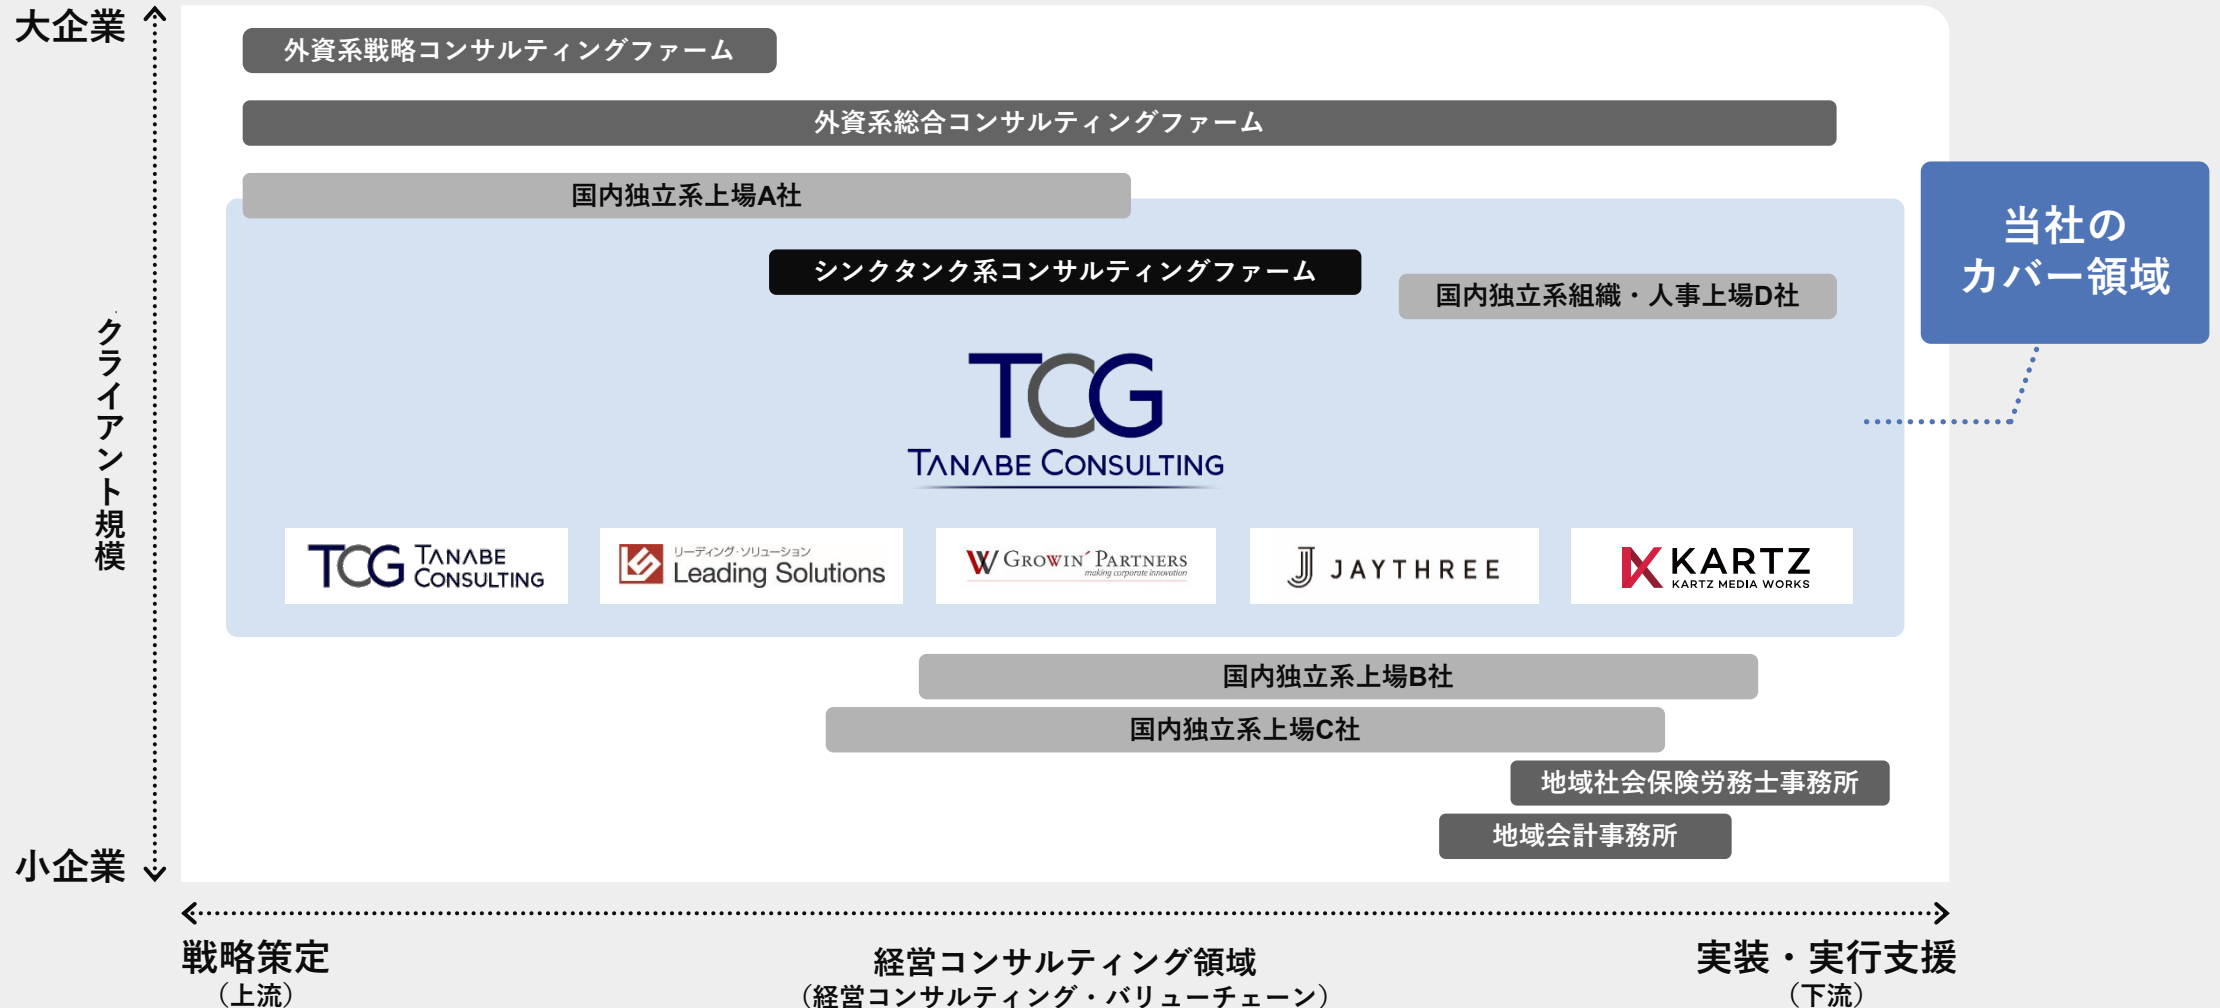 大企業
外資系戦略コンサルティングファーム
外資系総合コンサルティングファーム
国内独立系上場A社
当社の
カバー領域
シンクタンク系コンサルティングファーム
国内独立系組織・人事上場D社
クライアント規模
TCG
TANABE CONSULTING
TCG TANABE
CONSULTING
リーディング・ソリューション
Leading Solutions
GROWIN' PARTNERS
making corporate innovation
JAYTHREE
KARTZ
KARTZ MEDIA WORKS
国内独立系上場B社
国内独立系上場C社
地域社会保険労務士事務所
地域会計事務所
小企業
戦略策定
（上流）
経営コンサルティング領域
（経営コンサルティング・バリューチェーン）
実装・実行支援
（下流）